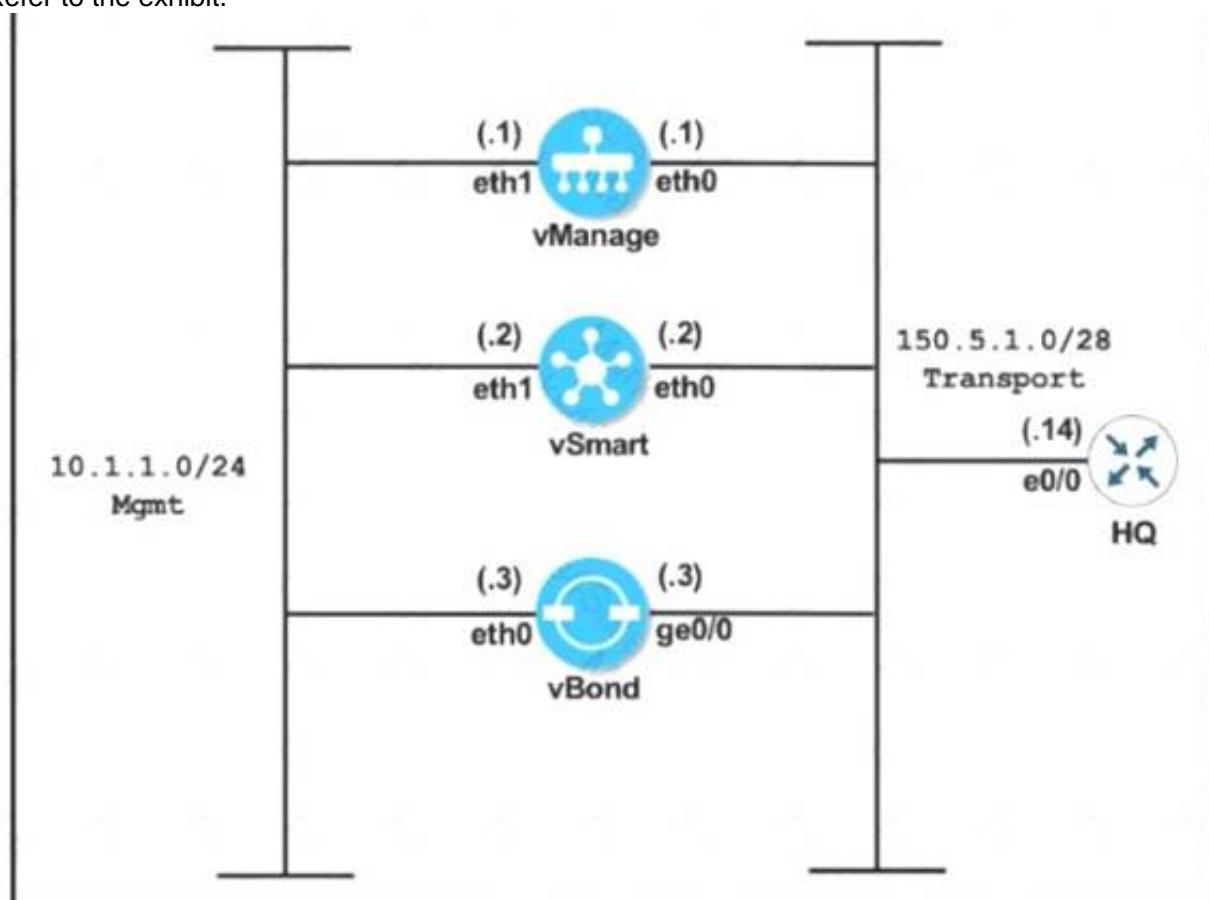 Refer to the exhibit.
(.1) (.1)
eth1 eth0
vManage
(.2) (.2)
eth1 eth0
vSmart
150.5.1.0/28
Transport
(.14)
e0/0
HQ
10.1.1.0/24
Mgmt
(.3) (.3)
eth0 ge0/0
vBond